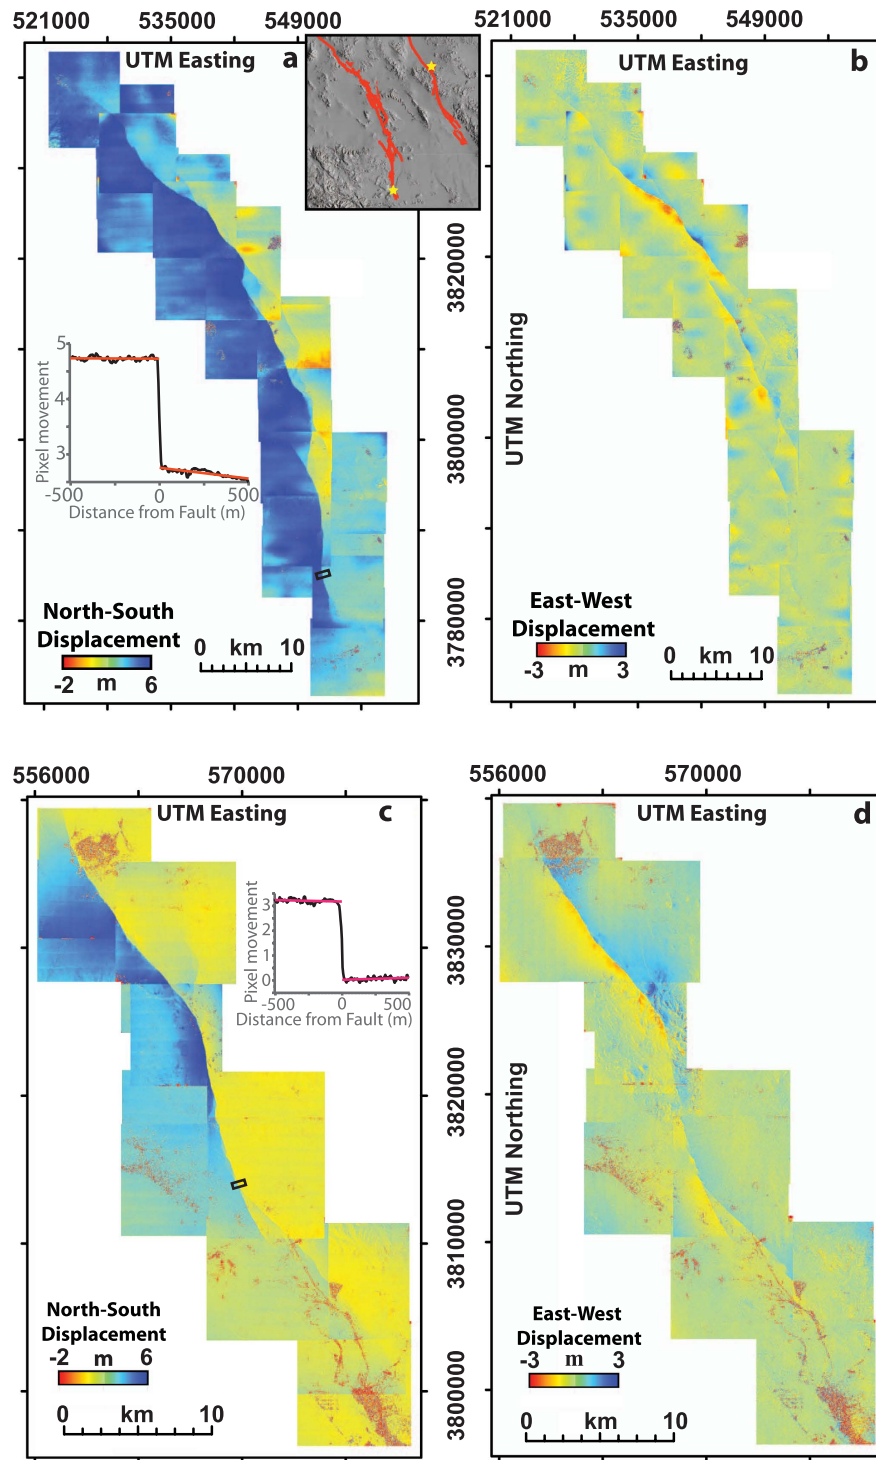 521000 535000 549000
521000 535000 549000
UTM Easting a
UTM Easting b
3820000
3800000
3780000
UTM Northing
5
4
3
Pixel movement
-500 0 500
Distance from Fault (m)
North-South
Displacement
-2 m 6
0 km 10
East-West
Displacement
-3 m 3
0 km 10
556000 570000
556000 570000
UTM Easting c
UTM Easting d
3
2
1
0
Pixel movement
-500 0 500
Distance from Fault (m)
3830000
3820000
3810000
3800000
UTM Northing
North-South
Displacement
-2 m 6
0 km 10
East-West
Displacement
-3 m 3
0 km 10